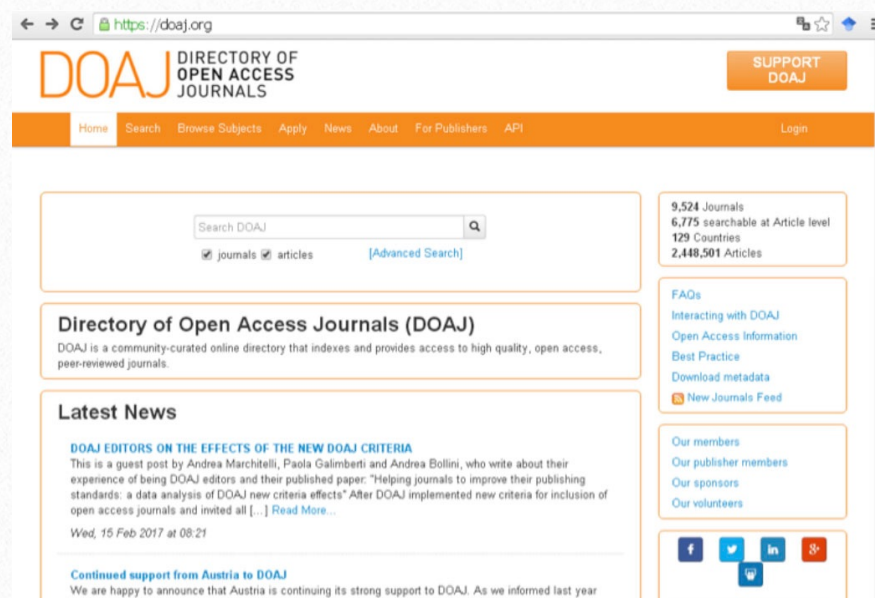 https://doaj.org
DOAJ
DIRECTORY OF
OPEN ACCESS
JOURNALS
SUPPORT
DOAJ
Home Search Browse Subjects Apply News About For Publishers API Login
Search DOAJ
journals articles [Advanced Search]
Directory of Open Access Journals (DOAJ)
DOAJ is a community-curated online directory that indexes and provides access to high quality, open access,
peer-reviewed journals.
Latest News
DOAJ EDITORS ON THE EFFECTS OF THE NEW DOAJ CRITERIA
This is a guest post by Andrea Marchitelli, Paola Galimberti and Andrea Bollini, who write about their
experience of being DOAJ editors and their published paper: "Helping journals to improve their publishing
standards: a data analysis of DOAJ new criteria effects" After DOAJ implemented new criteria for inclusion of
open access journals and invited all [...] Read More...
Wed, 15 Feb 2017 at 08:21
Continued support from Austria to DOAJ
We are happy to announce that Austria is continuing its strong support to DOAJ. As we informed last year
9,524 Journals
6,775 searchable at Article level
129 Countries
2,448,501 Articles
FAQs
Interacting with DOAJ
Open Access Information
Best Practice
Download metadata
New Journals Feed
Our members
Our publisher members
Our sponsors
Our volunteers